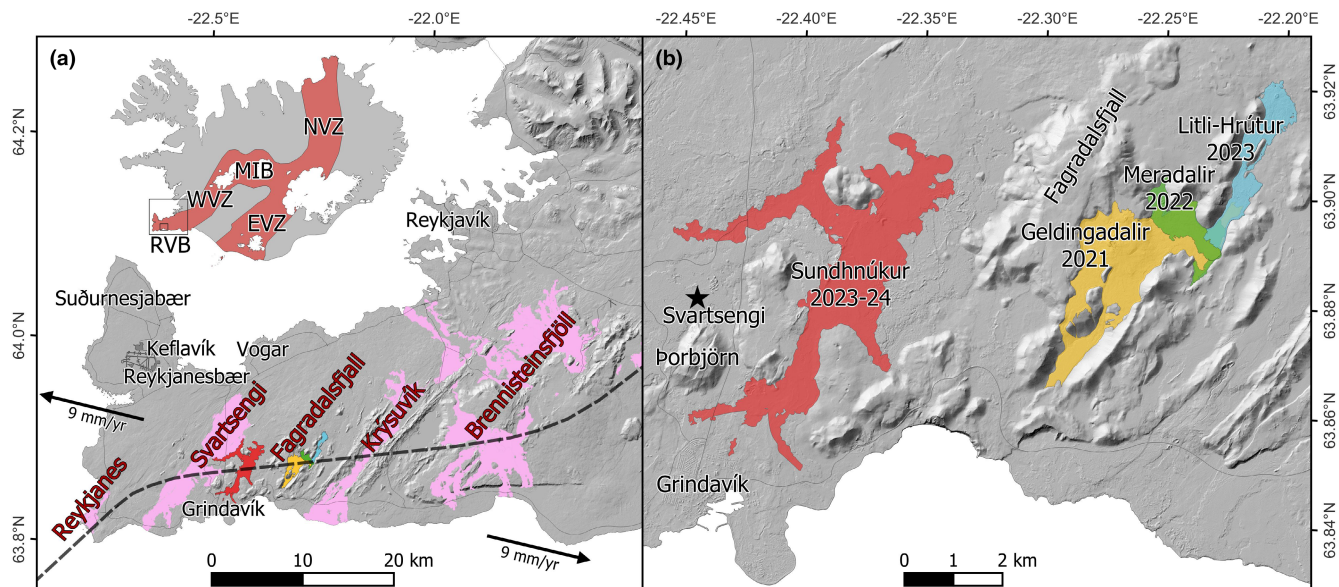 -22.5°
-22.0°
-22.45°
-22.40°
-22.35°
-22.30°
-22.25°
-22.20°
(a)
(b)
64.2°N
64.0°N
63.8°N
63.92°N
63.90°N
63.88°N
63.86°N
63.84°N
NVZ
MIB
WVZ
EVZ
RVB
Reykjavík
Suðurnesjabær
Keflavík
Vogar
Reykjanesbær
9 mm/yr
Reykjanes
Svartsengi
Fagradalsfjall
Krýsuvík
Brennisteinsfjöll
Grindavík
9 mm/yr
0
10
20 km
Fagradalsfjall
Litli-Hrútur
2023
Meradalir
2022
Geldingadalir
2021
Sundhnúkur
2023-24
Svartsengi
Þorbjörn
Grindavík
0
1
2 km